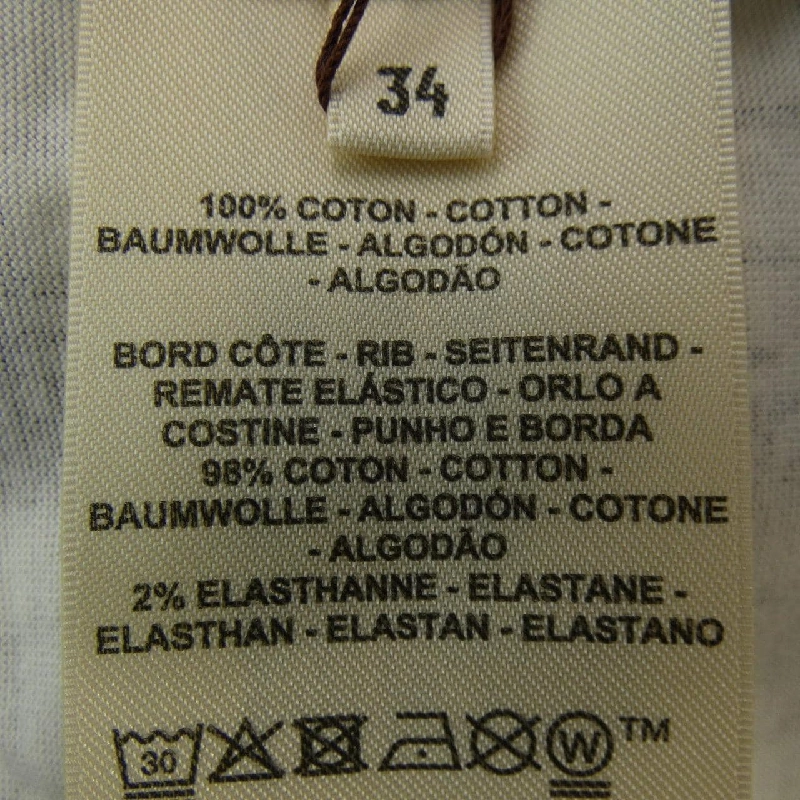 34
100% COTON - COTTON -
BAUMWOLLE - ALGODÓN - COTONE
- ALGODÃO
BORD CÔTE - RIB - SEITENRAND -
REMATE ELÁSTICO - ORLO A
COSTINE - PUNHO E BORDA
98% COTON - COTTON -
BAUMWOLLE - ALGODÓN - COTONE
- ALGODÃO
2% ELASTHANNE - ELASTANE -
ELASTHAN - ELASTAN - ELASTANO
30 W TM